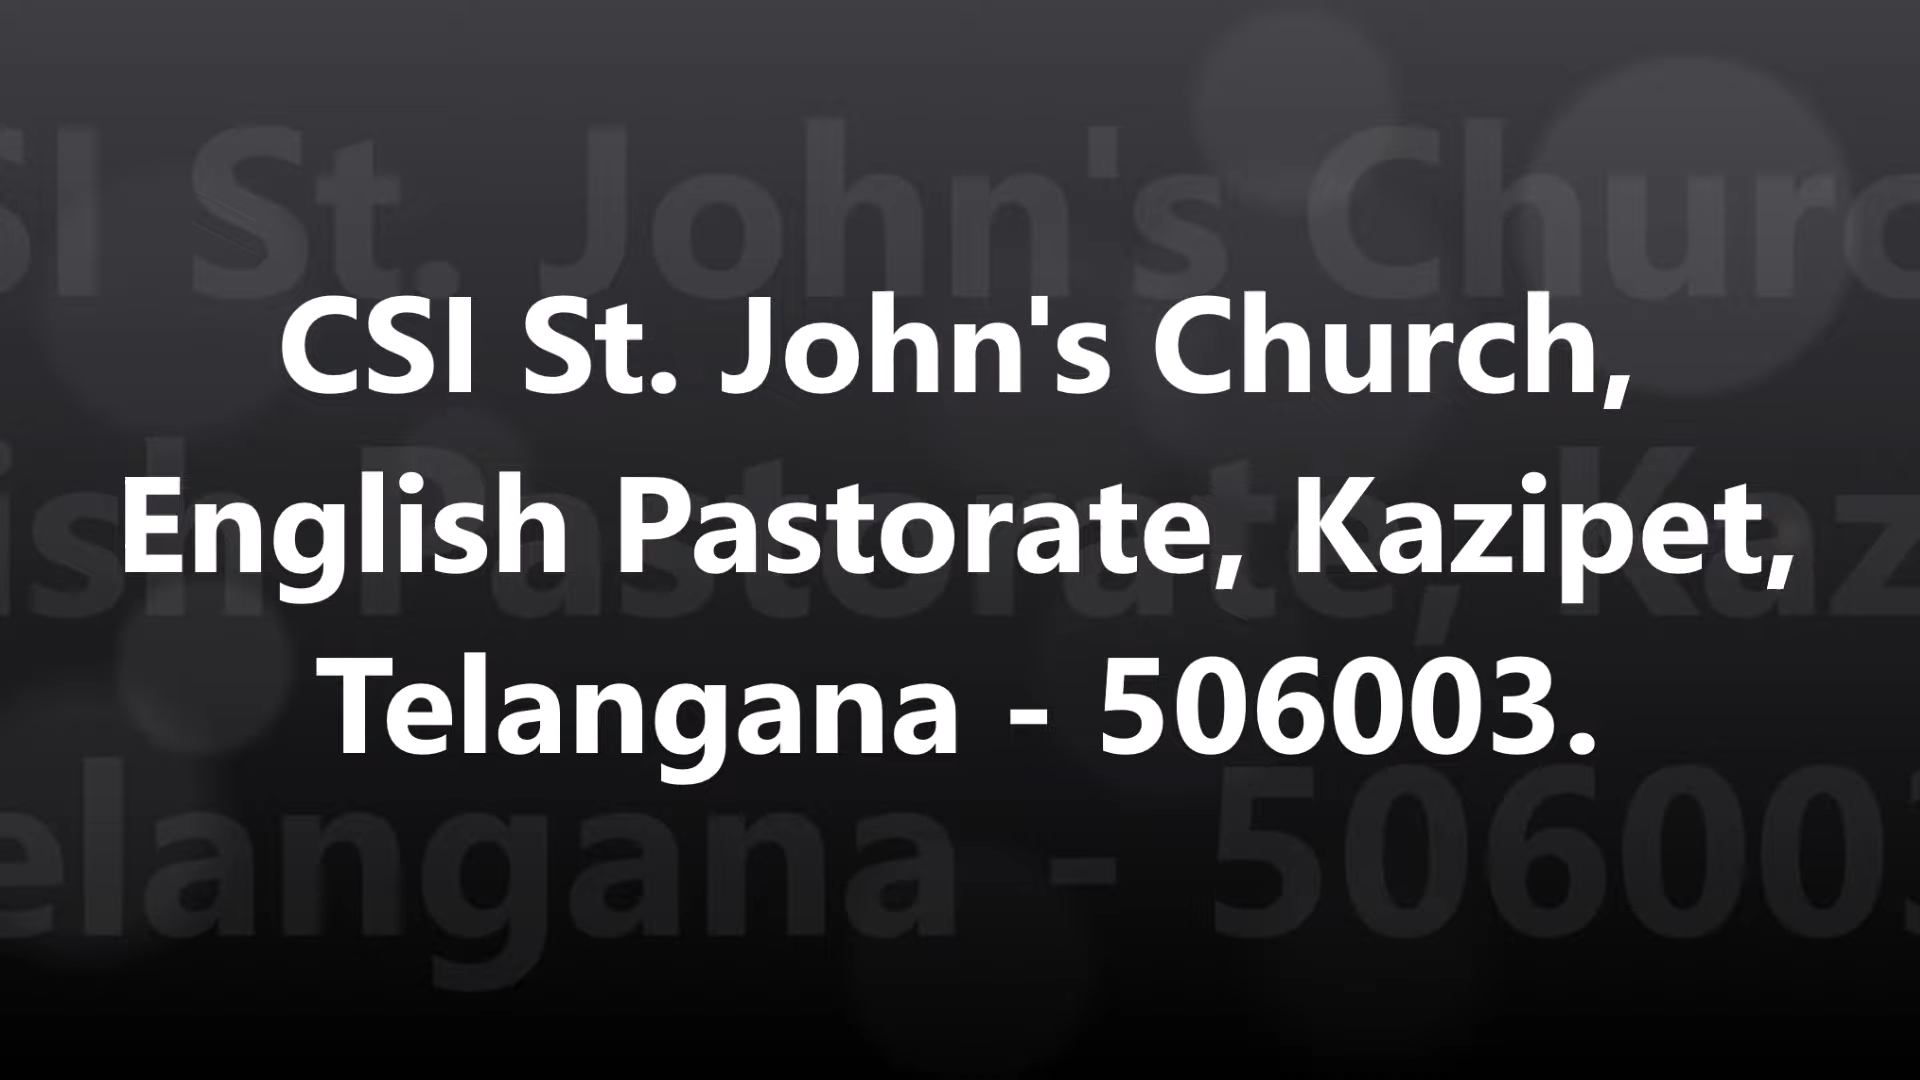 CSI St. John's Church,
English Pastorate, Kazipet,
Telangana - 506003.